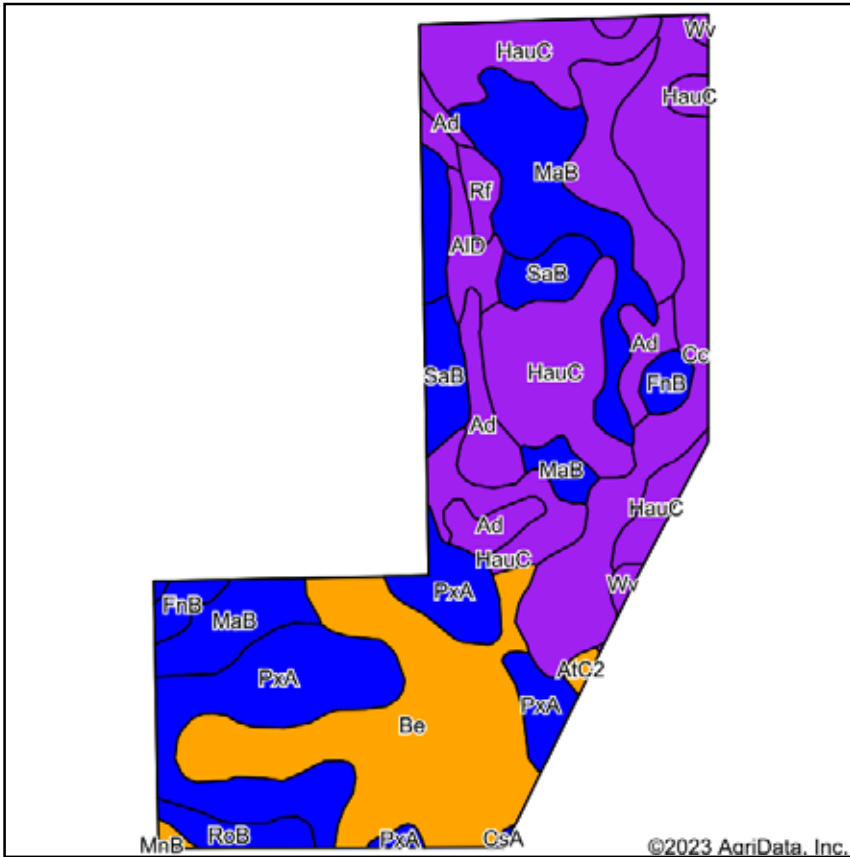 Wv
HauC
HauC
Ad
MaB
Rf
AID
SaB
Ad
Cc
HauC
SaB
FnB
Ad
MaB
HauC
Ad
HauC
Wv
PxA
FnB
MaB
AtC2
PxA
PxA
Be
RoB
PxA
CsA
MnB
©2023 AgriData, Inc.